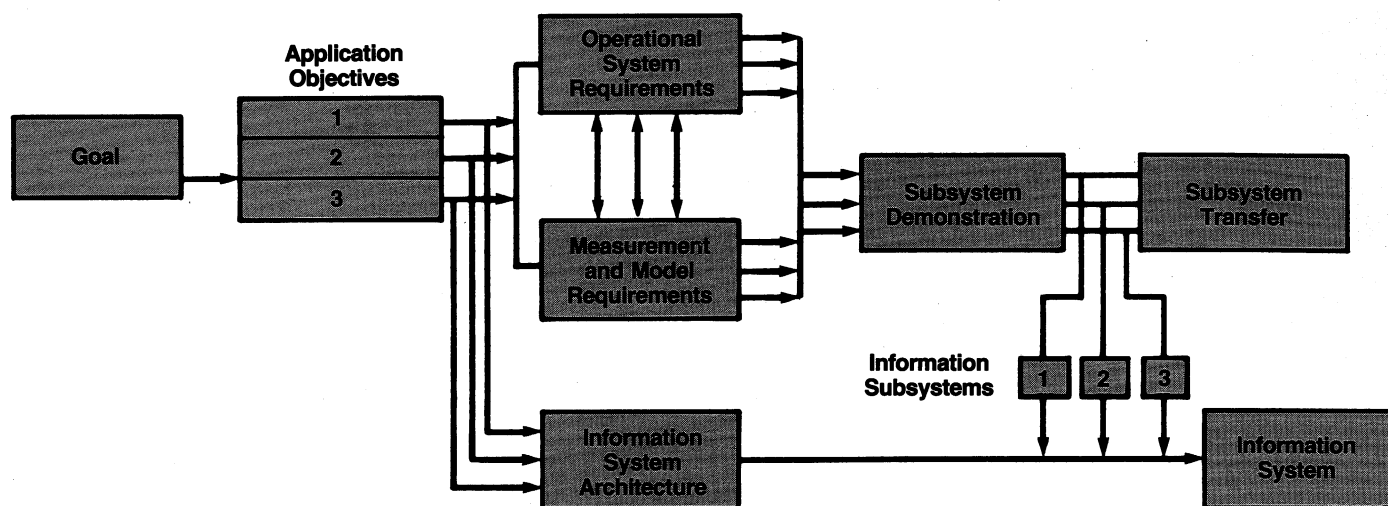 Goal
Application
Objectives
1
2
3
Operational
System
Requirements
Measurement
and Model
Requirements
Subsystem
Demonstration
Subsystem
Transfer
Information
Subsystems
1
2
3
Information
System
Architecture
Information
System